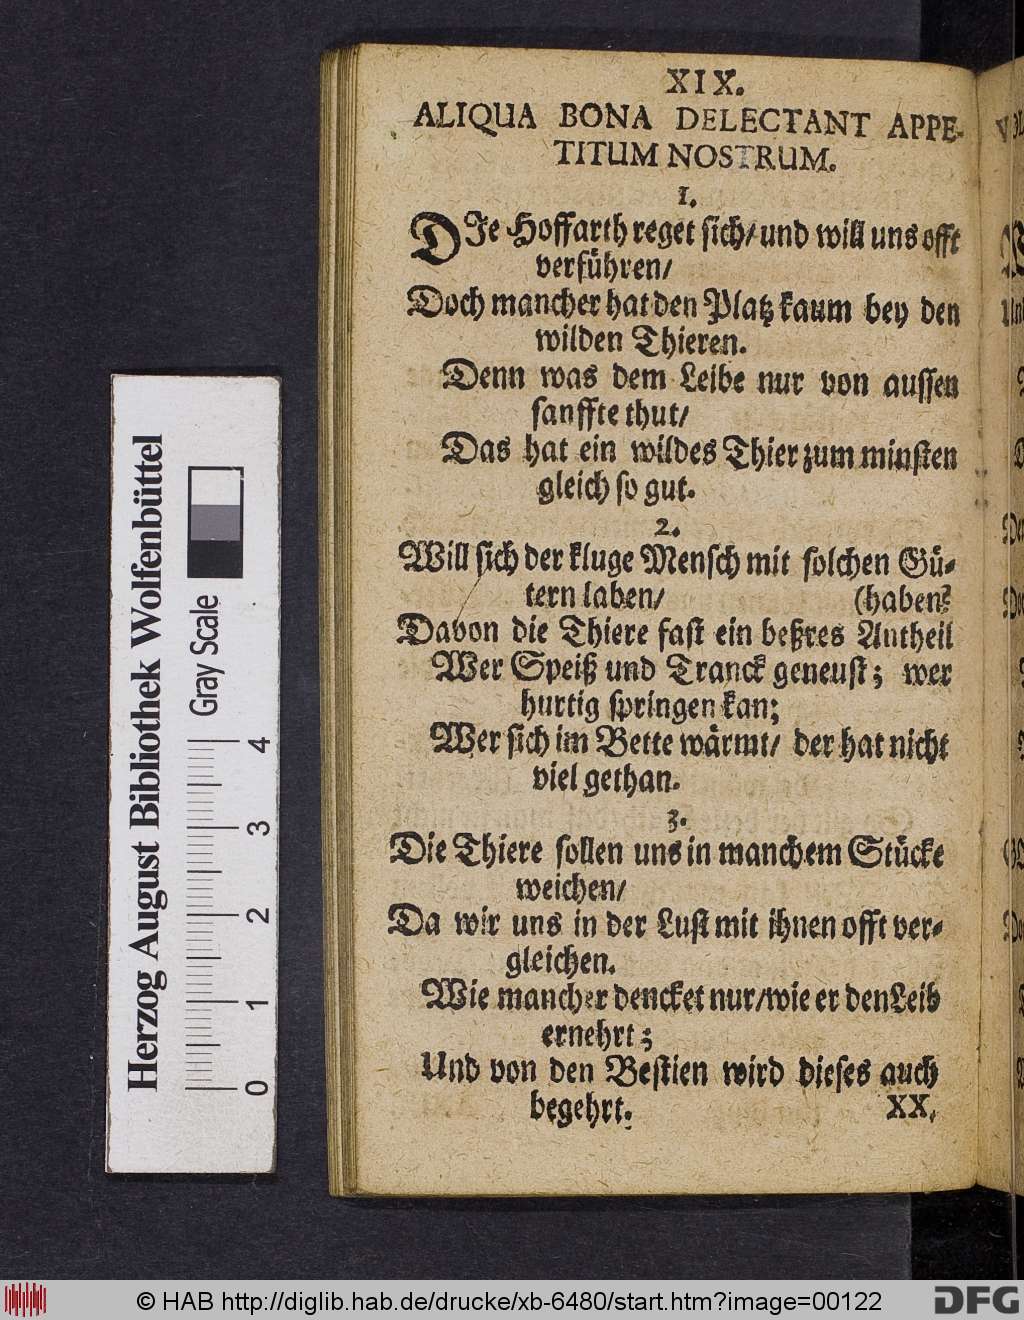 XIX.
ALIQUA BONA DELECTANT APPE-
TITUM NOSTRUM.
1.
DIe Hoffarth reget sich/ und will uns offt
verführen/
Doch mancher hat den Platz kaum bey den
wilden Thieren.
Denn was dem Leibe nur von aussen
sanffte thut/
Das hat ein wildes Thier zum minsten
gleich so gut.
2.
Will sich der kluge Mensch mit solchen Gü-
tern laben/ (haben?
Davon die Thiere fast ein beßres Antheil
Wer Speiß und Tranck geneust; wer
hurtig springen kan;
Wer sich im Bette wärmt/ der hat nicht
viel gethan.
3.
Die Thiere sollen uns in manchem Stücke
weichen/
Da wir uns in der Lust mit ihnen offt ver-
gleichen.
Wie mancher dencket nur/ wie er den Leib
ernehrt;
Und von den Bestien wird dieses auch
begehrt. XX.
Herzog August Bibliothek Wolfenbüttel
Gray Scale
0 1 2 3 4
© HAB http://diglib.hab.de/drucke/xb-6480/start.htm?image=00122
DFG